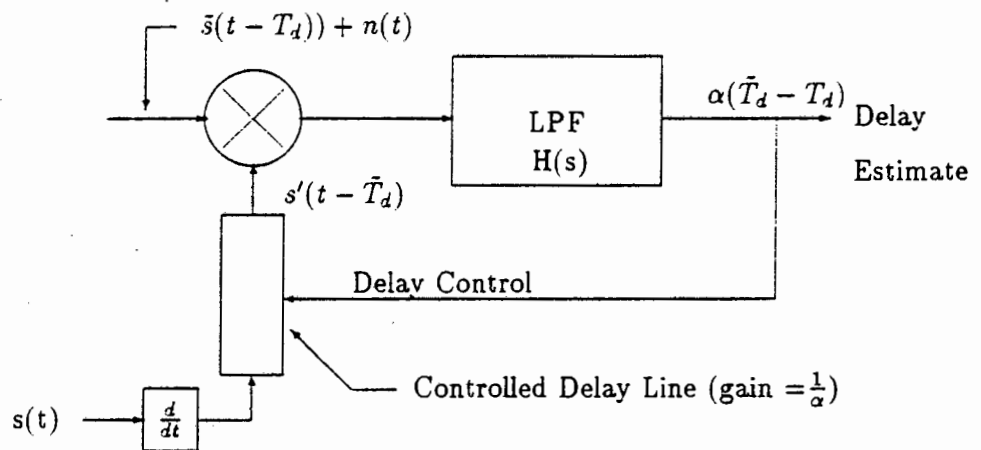 s̄(t − T_d)) + n(t)
α(T̄_d − T_d)
LPF
H(s)
Delay
Estimate
s′(t − T̄_d)
Delay Control
Controlled Delay Line (gain = 1/α)
s(t)
d/dt